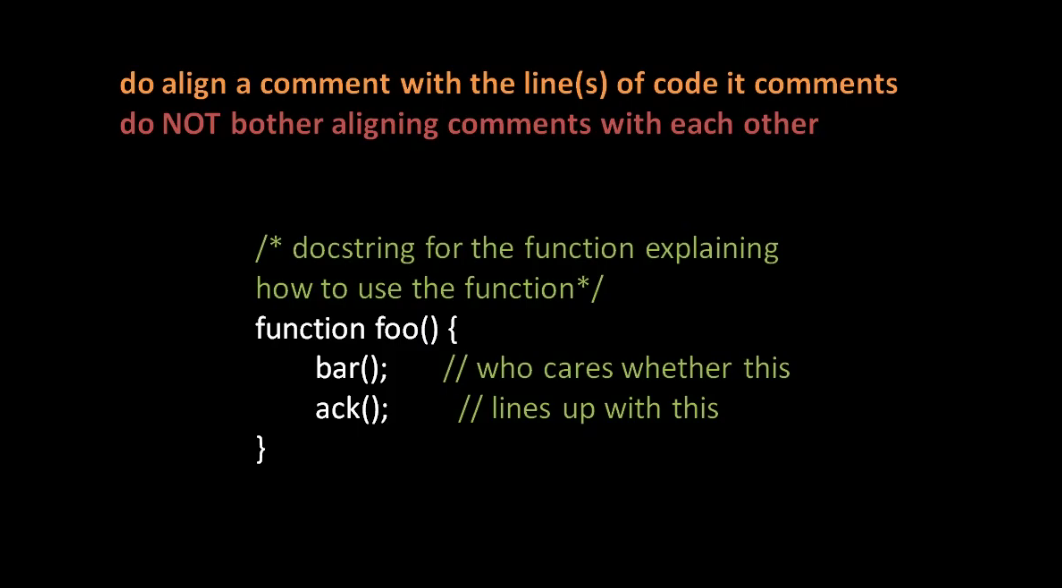 do align a comment with the line(s) of code it comments
do NOT bother aligning comments with each other
/* docstring for the function explaining
how to use the function*/
function foo() {
bar(); // who cares whether this
ack(); // lines up with this
}